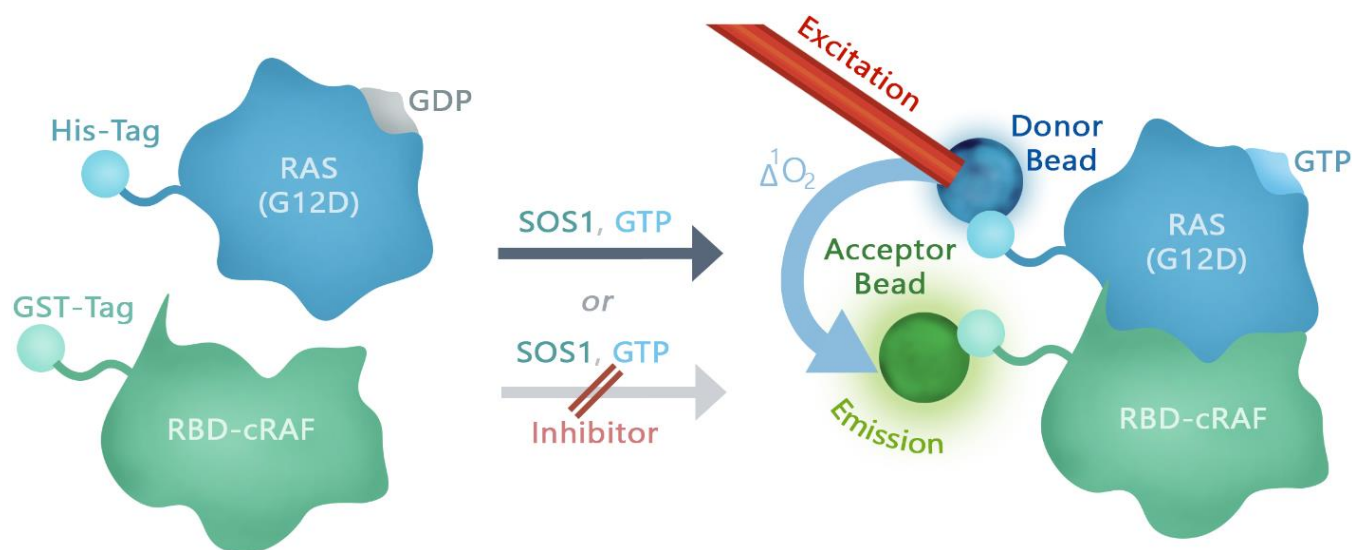 GDP
His-Tag
RAS
(G12D)
GST-Tag
RBD-cRAF
SOS1, GTP
or
SOS1, GTP
Inhibitor
Excitation
Donor
Bead
¹ΔO₂
GTP
RAS
(G12D)
Acceptor
Bead
Emission
RBD-cRAF